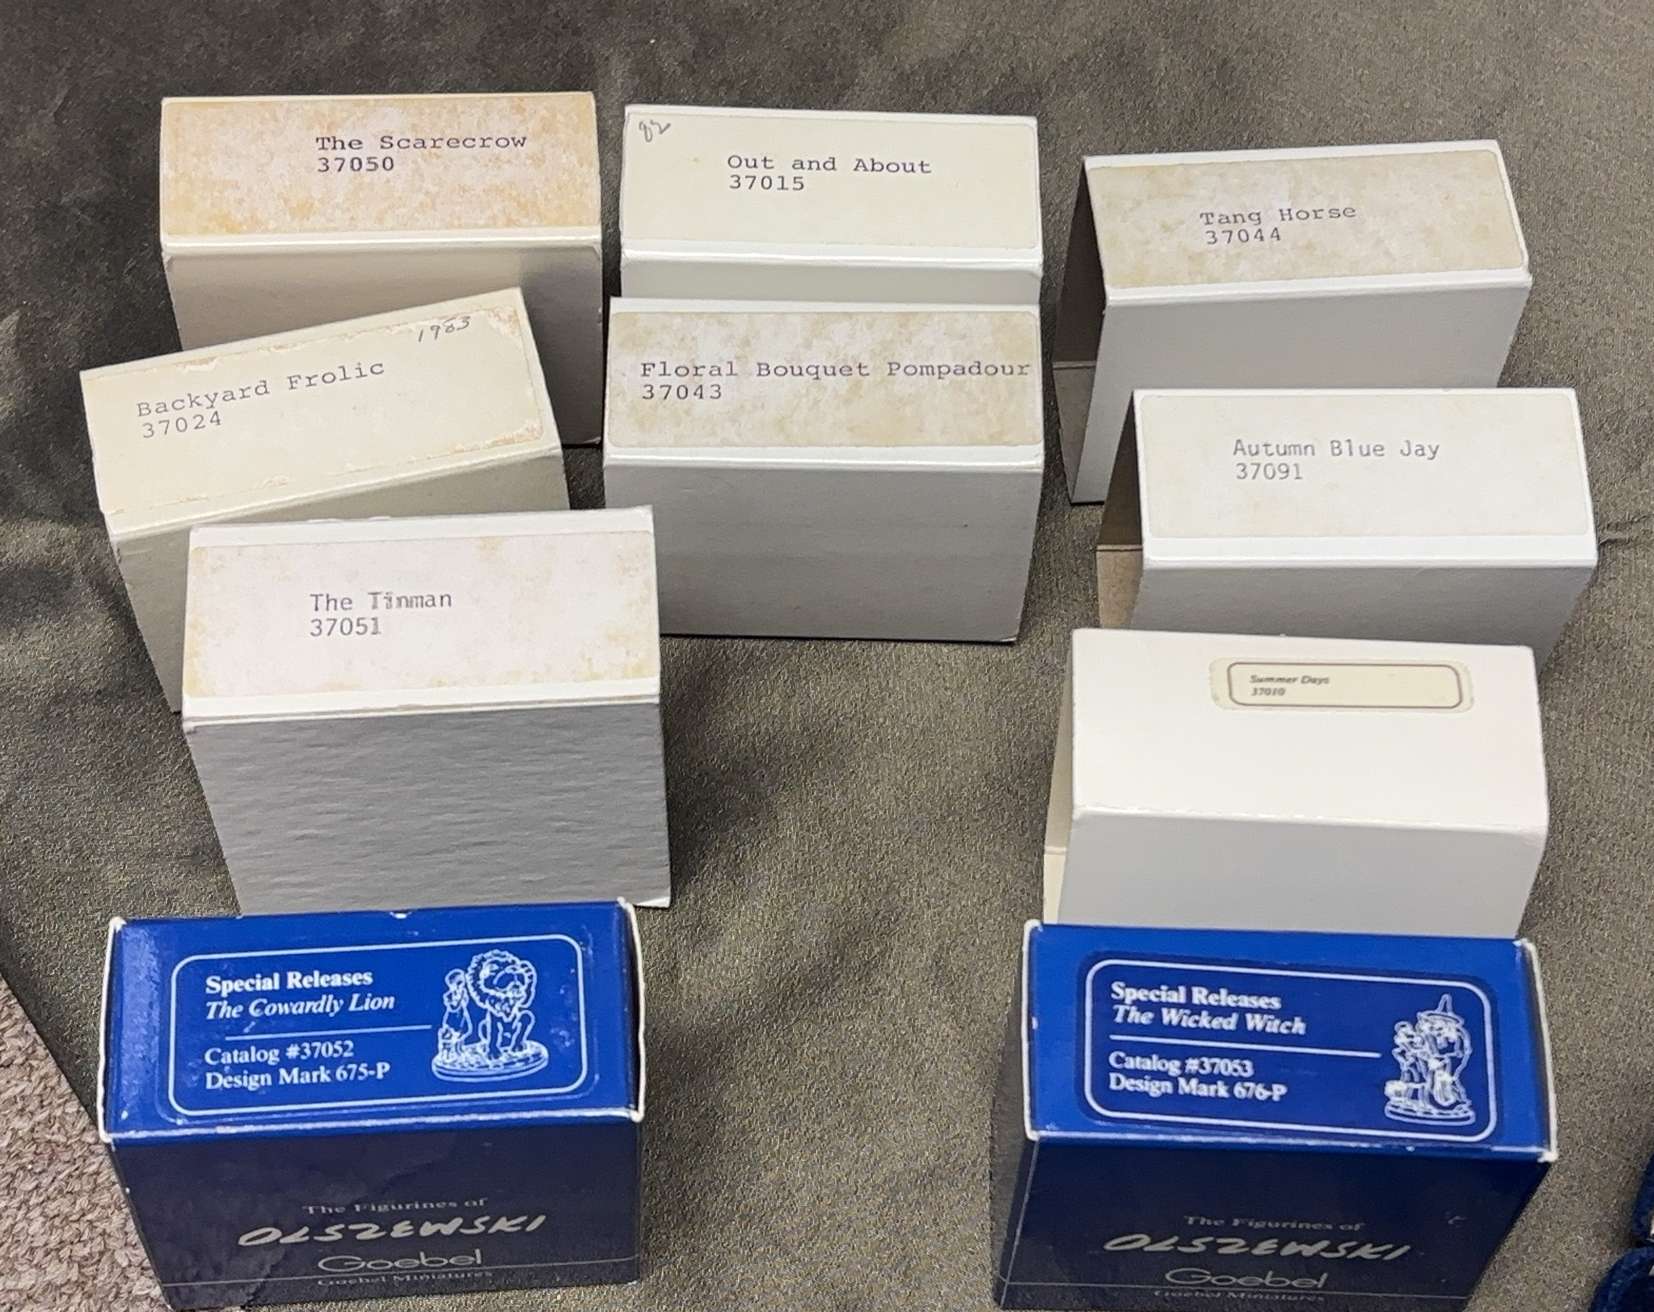 The Scarecrow
37050
82
Out and About
37015
Tang Horse
37044
1983
Backyard Frolic
37024
Floral Bouquet Pompadour
37043
Autumn Blue Jay
37091
The Tinman
37051
Summer Days
37010
Special Releases
The Cowardly Lion
Catalog #37052
Design Mark 675-P
The Figurines of
OLSZEWSKI
Goebel
Goebel Miniatures
Special Releases
The Wicked Witch
Catalog #37053
Design Mark 676-P
The Figurines of
OLSZEWSKI
Goebel
Goebel Miniatures